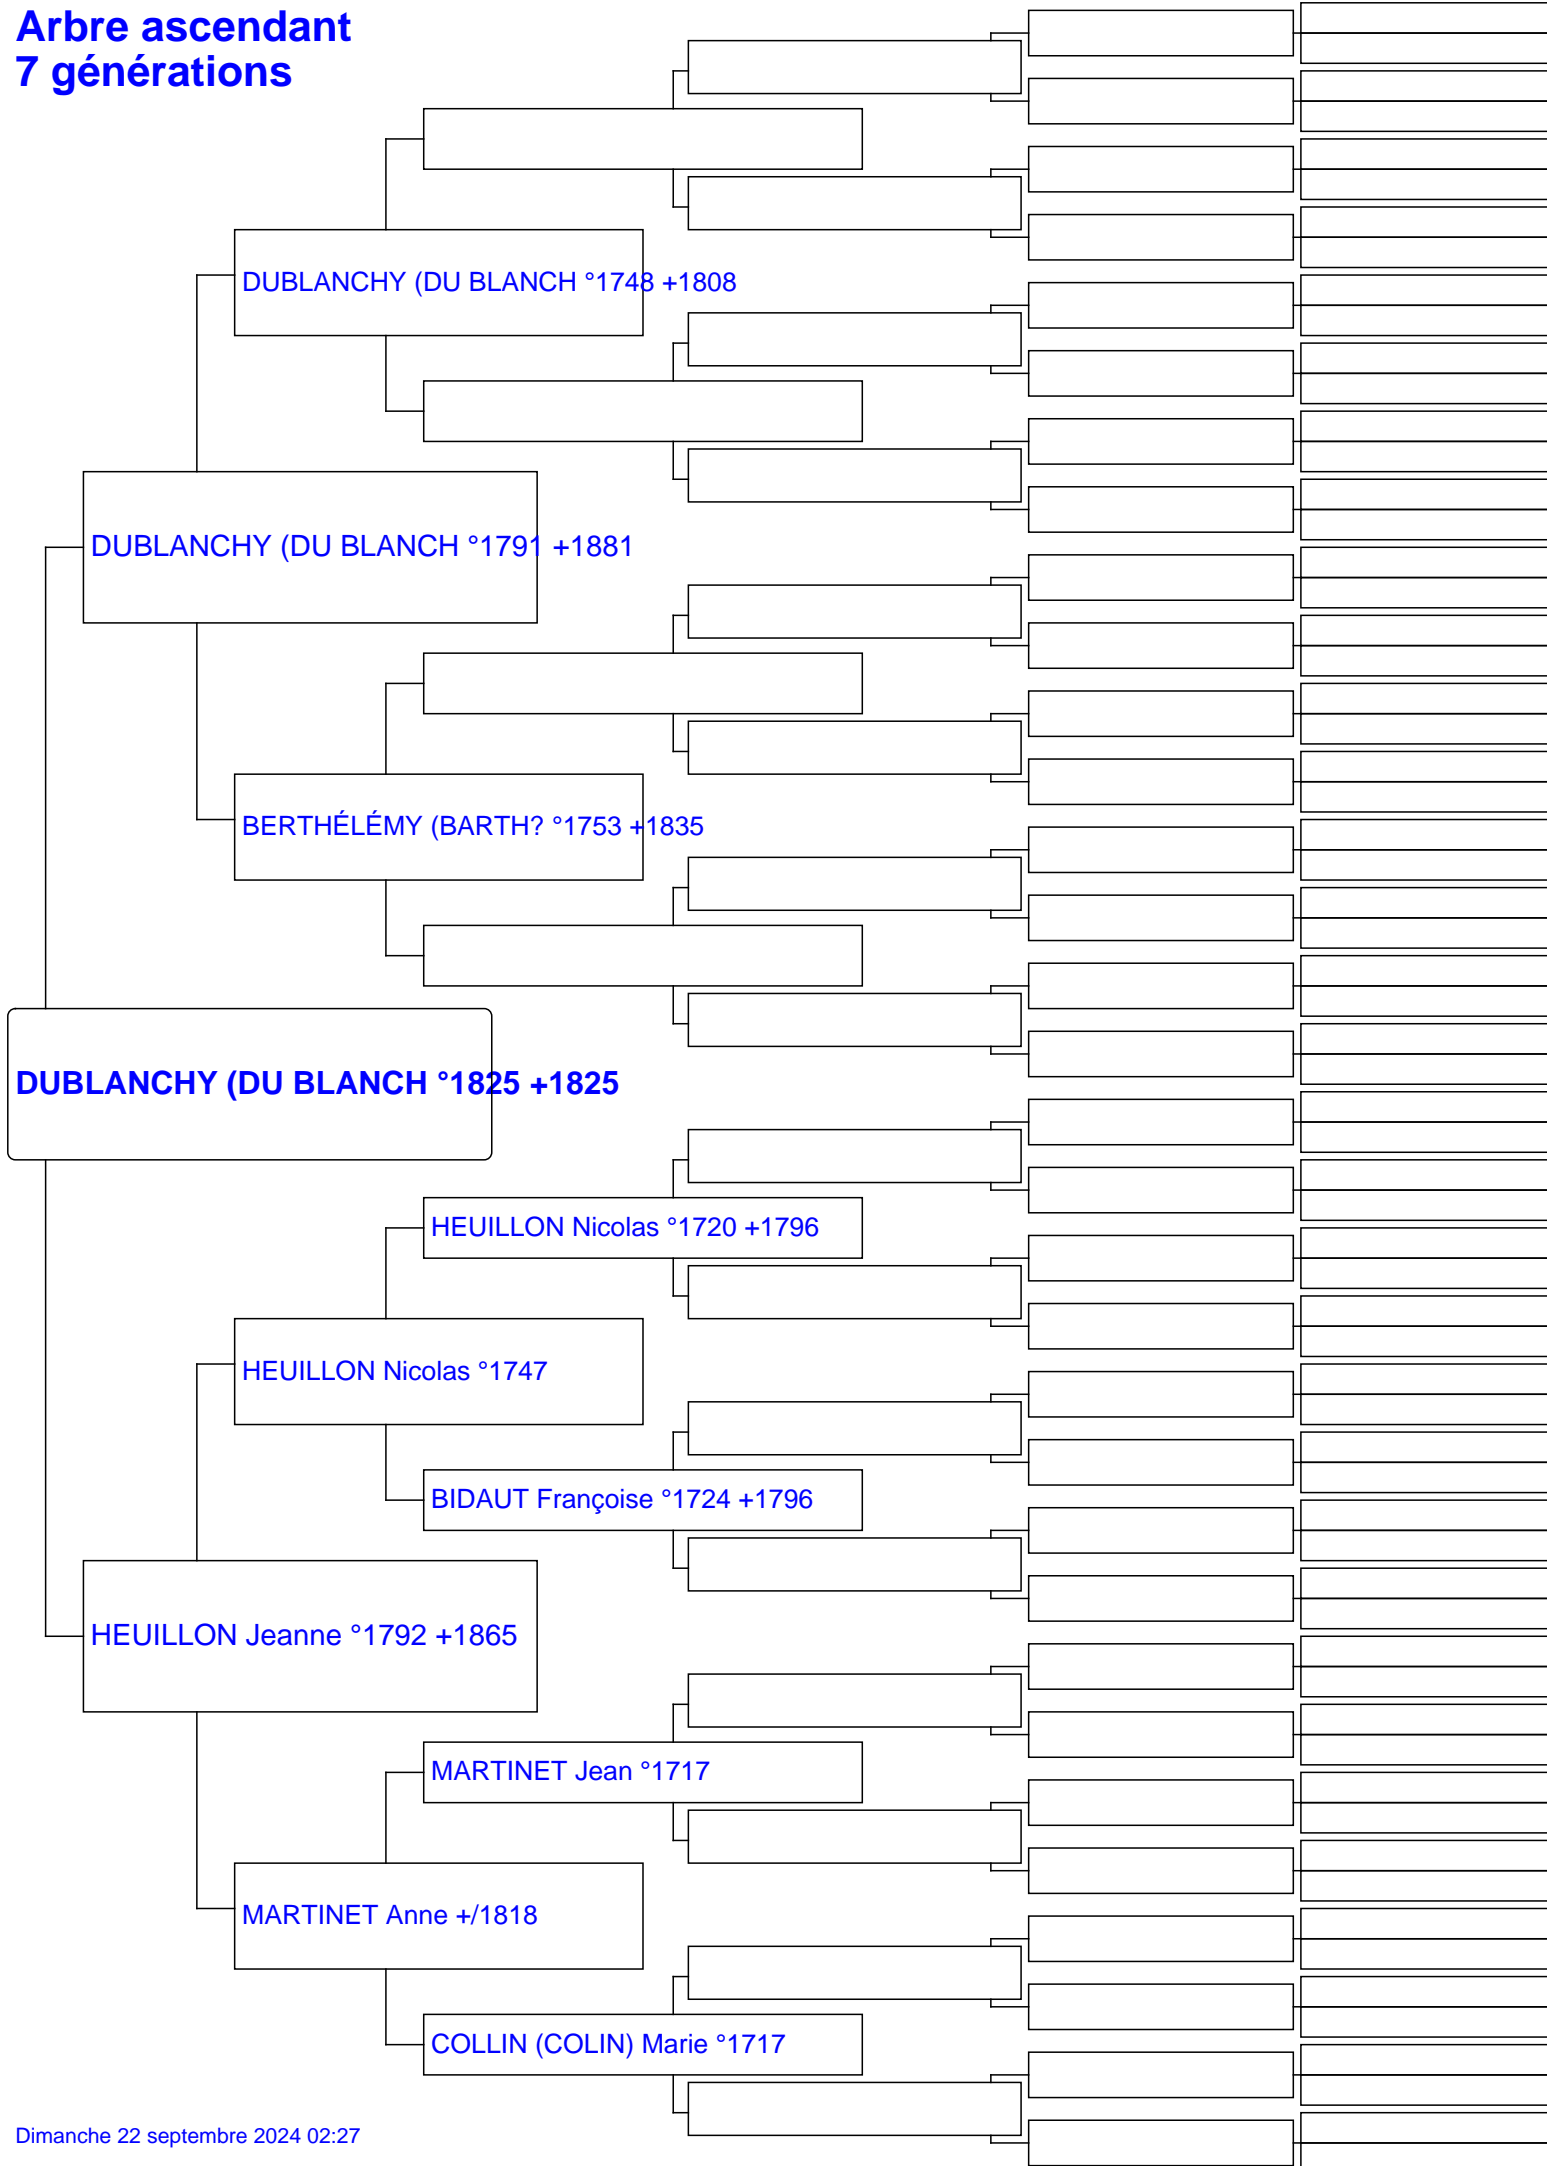 Arbre ascendant
7 générations
DUBLANCHY (DU BLANCH °1748 +1808
DUBLANCHY (DU BLANCH °1791 +1881
BERTHÉLÉMY (BARTH? °1753 +1835
DUBLANCHY (DU BLANCH °1825 +1825
HEUILLON Nicolas °1720 +1796
HEUILLON Nicolas °1747
BIDAUT Françoise °1724 +1796
HEUILLON Jeanne °1792 +1865
MARTINET Jean °1717
MARTINET Anne +/1818
COLLIN (COLIN) Marie °1717
Dimanche 22 septembre 2024 02:27